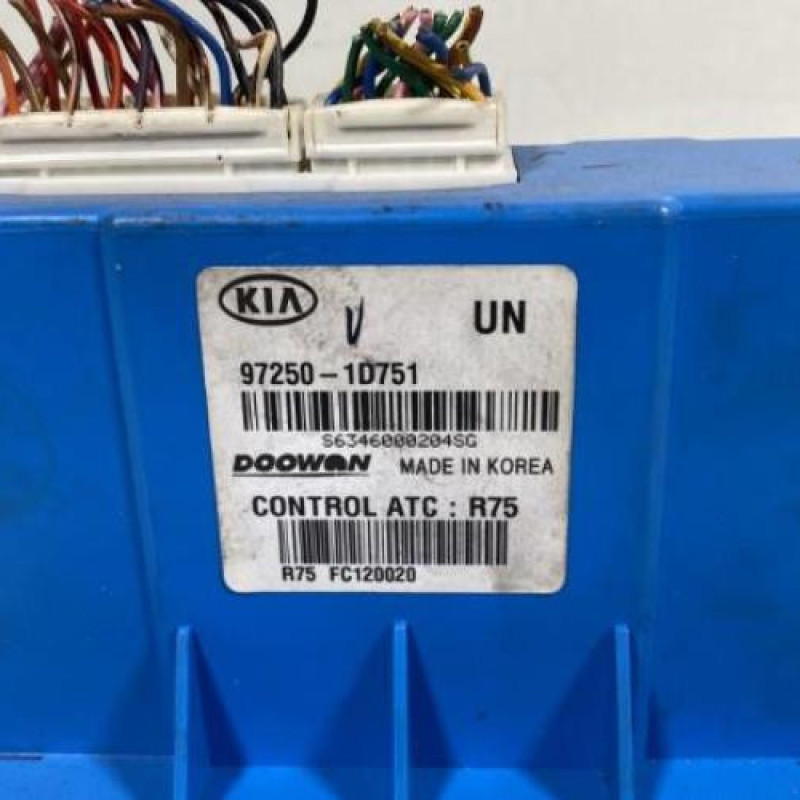 KIA V UN
97250-1D751
S6346000204SG
DOOWON MADE IN KOREA
CONTROL ATC : R75
R75 FC120020